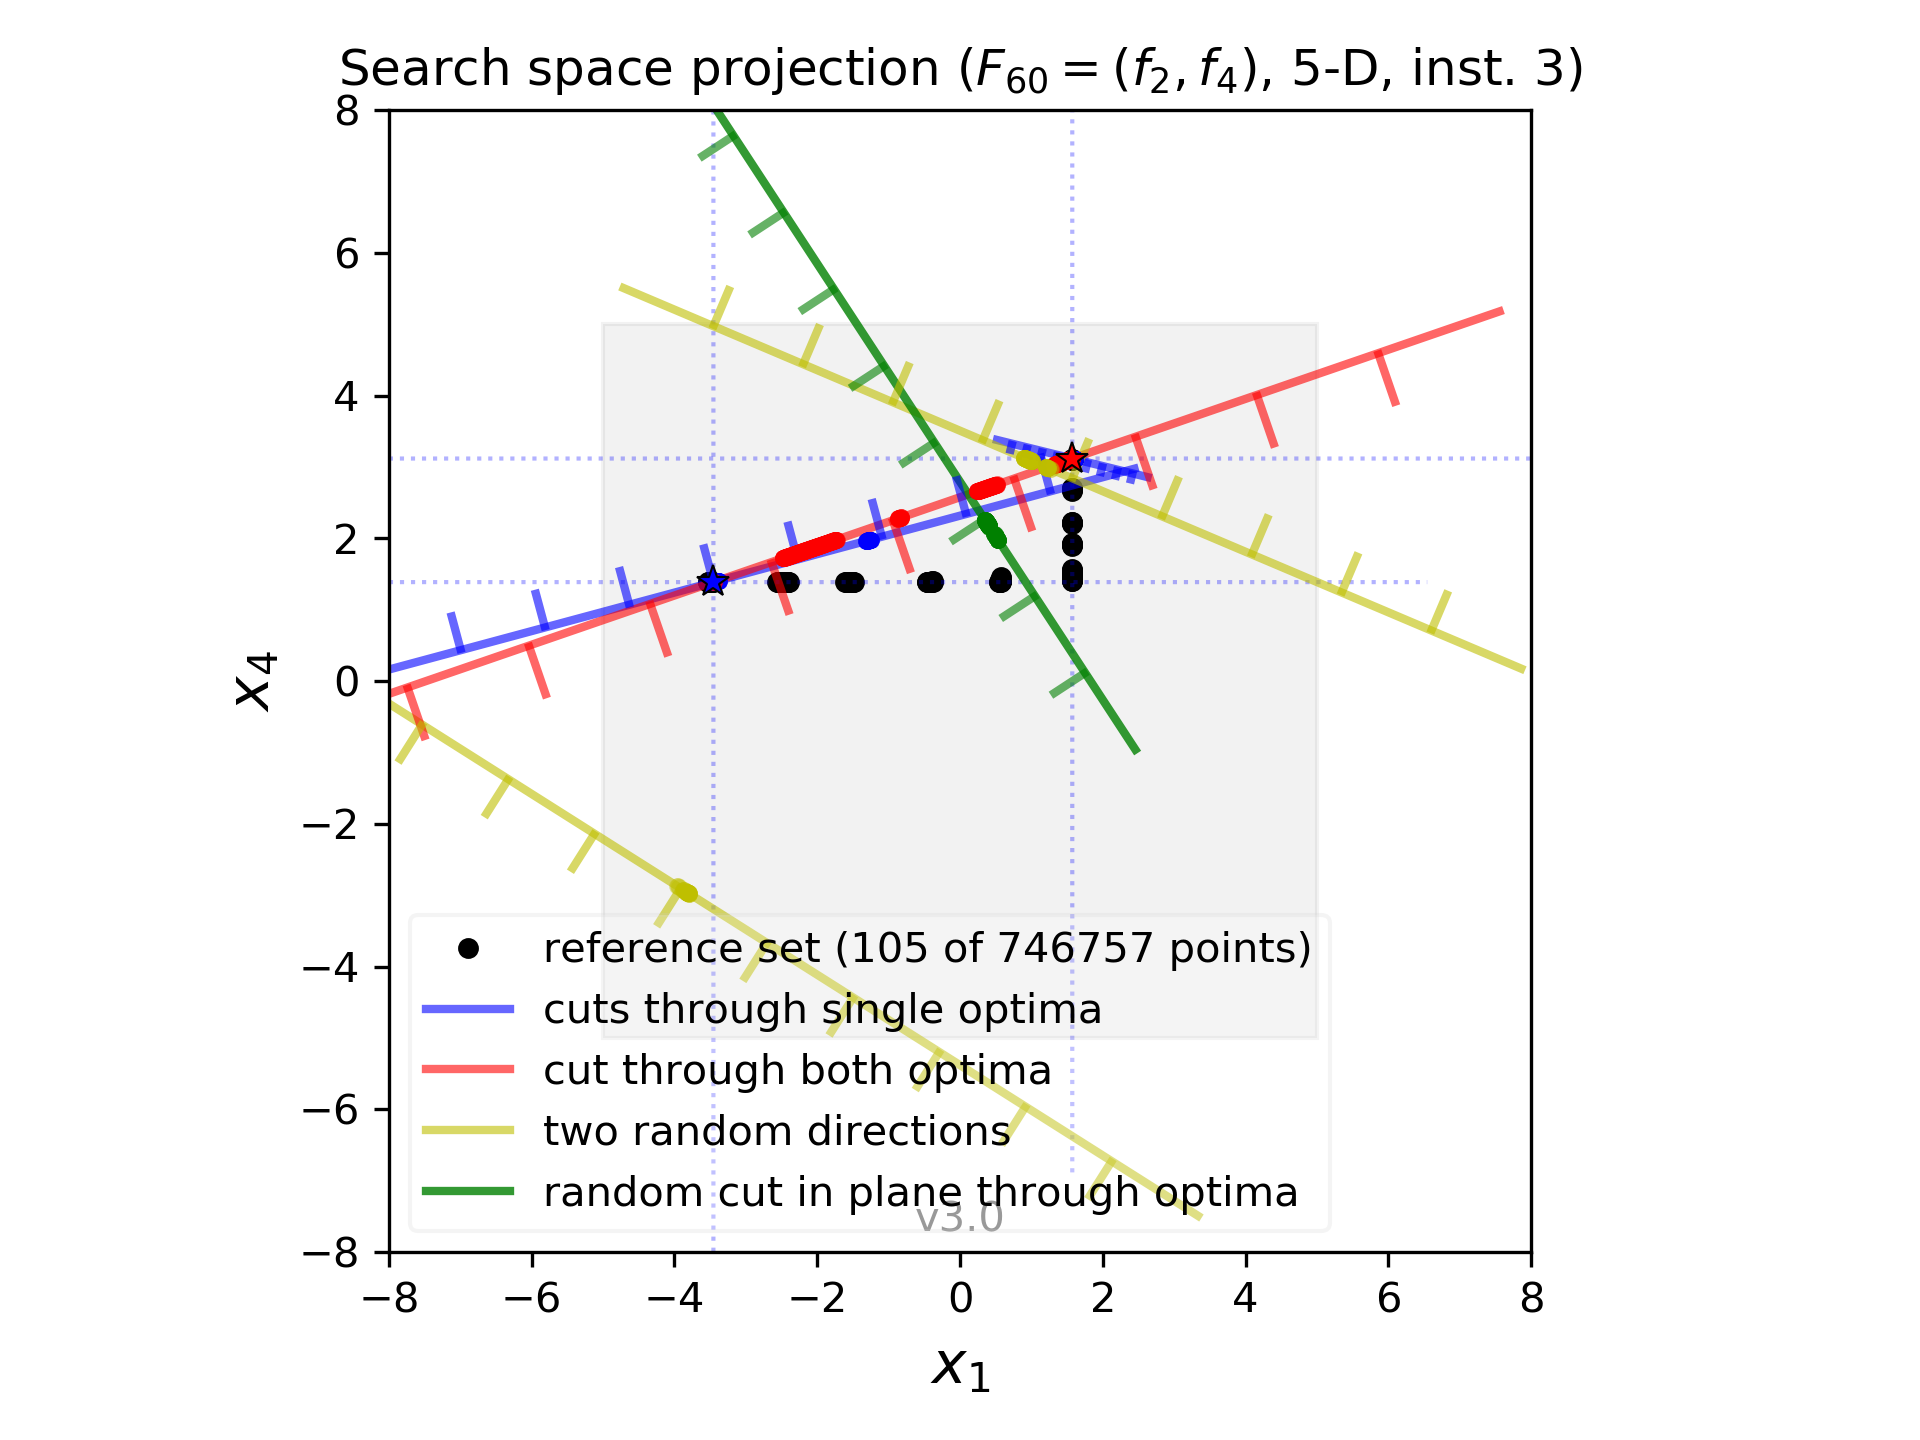 Search space projection (F₆₀ = (f₂, f₄), 5-D, inst. 3)
8
6
4
2
0
−2
−4
−6
−8
x₄
reference set (105 of 746757 points)
cuts through single optima
cut through both optima
two random directions
random cut in plane through optima
v3.0
−8 −6 −4 −2 0 2 4 6 8
x₁